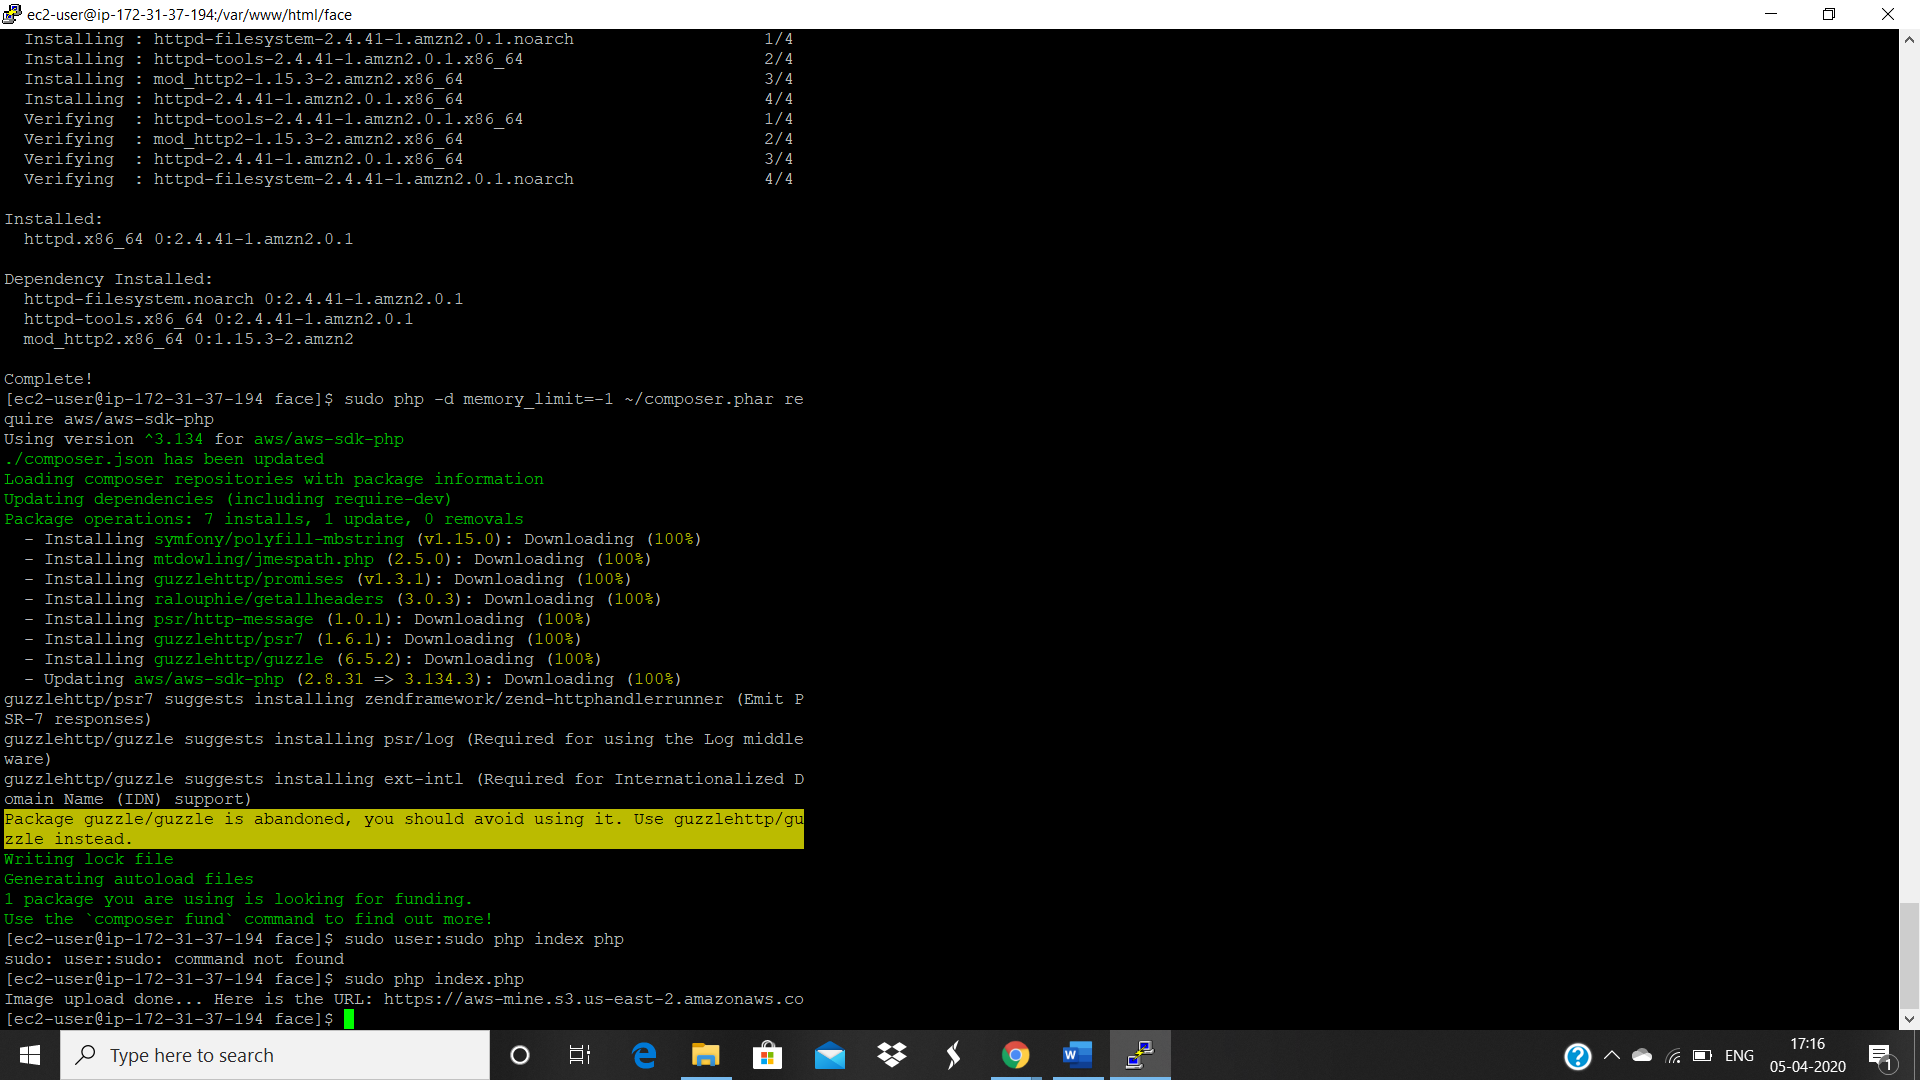 ec2-user@ip-172-31-37-194:/var/www/html/face
Installing : httpd-filesystem-2.4.41-1.amzn2.0.1.noarch 1/4
Installing : httpd-tools-2.4.41-1.amzn2.0.1.x86_64 2/4
Installing : mod_http2-1.15.3-2.amzn2.x86_64 3/4
Installing : httpd-2.4.41-1.amzn2.0.1.x86_64 4/4
Verifying : httpd-tools-2.4.41-1.amzn2.0.1.x86_64 1/4
Verifying : mod_http2-1.15.3-2.amzn2.x86_64 2/4
Verifying : httpd-2.4.41-1.amzn2.0.1.x86_64 3/4
Verifying : httpd-filesystem-2.4.41-1.amzn2.0.1.noarch 4/4
Installed:
httpd.x86_64 0:2.4.41-1.amzn2.0.1
Dependency Installed:
httpd-filesystem.noarch 0:2.4.41-1.amzn2.0.1
httpd-tools.x86_64 0:2.4.41-1.amzn2.0.1
mod_http2.x86_64 0:1.15.3-2.amzn2
Complete!
[ec2-user@ip-172-31-37-194 face]$ sudo php -d memory_limit=-1 ~/composer.phar re
quire aws/aws-sdk-php
Using version ^3.134 for aws/aws-sdk-php
./composer.json has been updated
Loading composer repositories with package information
Updating dependencies (including require-dev)
Package operations: 7 installs, 1 update, 0 removals
- Installing symfony/polyfill-mbstring (v1.15.0): Downloading (100%)
- Installing mtdowling/jmespath.php (2.5.0): Downloading (100%)
- Installing guzzlehttp/promises (v1.3.1): Downloading (100%)
- Installing ralouphie/getallheaders (3.0.3): Downloading (100%)
- Installing psr/http-message (1.0.1): Downloading (100%)
- Installing guzzlehttp/psr7 (1.6.1): Downloading (100%)
- Installing guzzlehttp/guzzle (6.5.2): Downloading (100%)
- Updating aws/aws-sdk-php (2.8.31 => 3.134.3): Downloading (100%)
guzzlehttp/psr7 suggests installing zendframework/zend-httphandlerrunner (Emit P
SR-7 responses)
guzzlehttp/guzzle suggests installing psr/log (Required for using the Log middle
ware)
guzzlehttp/guzzle suggests installing ext-intl (Required for Internationalized D
omain Name (IDN) support)
Package guzzle/guzzle is abandoned, you should avoid using it. Use guzzlehttp/gu
zzle instead.
Writing lock file
Generating autoload files
1 package you are using is looking for funding.
Use the `composer fund` command to find out more!
[ec2-user@ip-172-31-37-194 face]$ sudo user:sudo php index php
sudo: user:sudo: command not found
[ec2-user@ip-172-31-37-194 face]$ sudo php index.php
Image upload done... Here is the URL: https://aws-mine.s3.us-east-2.amazonaws.co
[ec2-user@ip-172-31-37-194 face]$
Type here to search
ENG
17:16
05-04-2020
1